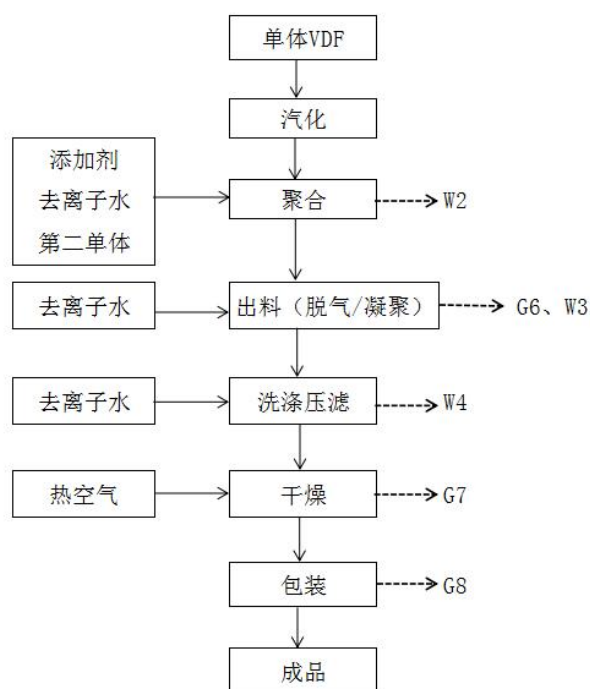 单体VDF
汽化
添加剂
去离子水
第二单体
聚合
W2
去离子水
出料（脱气/凝聚）
G6、W3
去离子水
洗涤压滤
W4
热空气
干燥
G7
包装
G8
成品